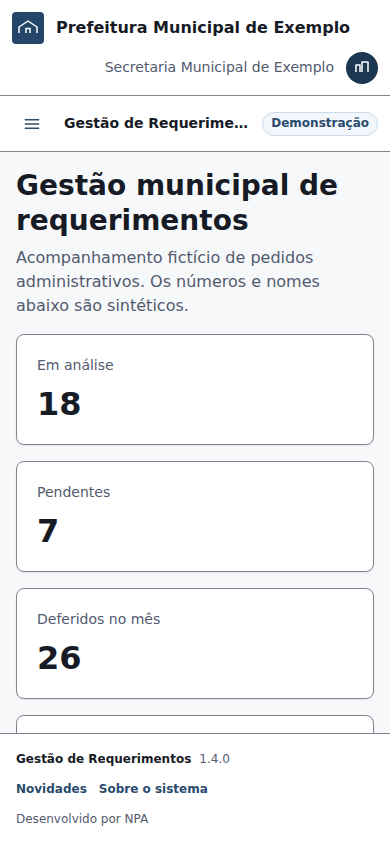 Prefeitura Municipal de Exemplo
Secretaria Municipal de Exemplo
Gestão de Requerime...
Demonstração
Gestão municipal de
requerimentos
Acompanhamento fictício de pedidos
administrativos. Os números e nomes
abaixo são sintéticos.
Em análise
18
Pendentes
7
Deferidos no mês
26
Gestão de Requerimentos 1.4.0
Novidades Sobre o sistema
Desenvolvido por NPA